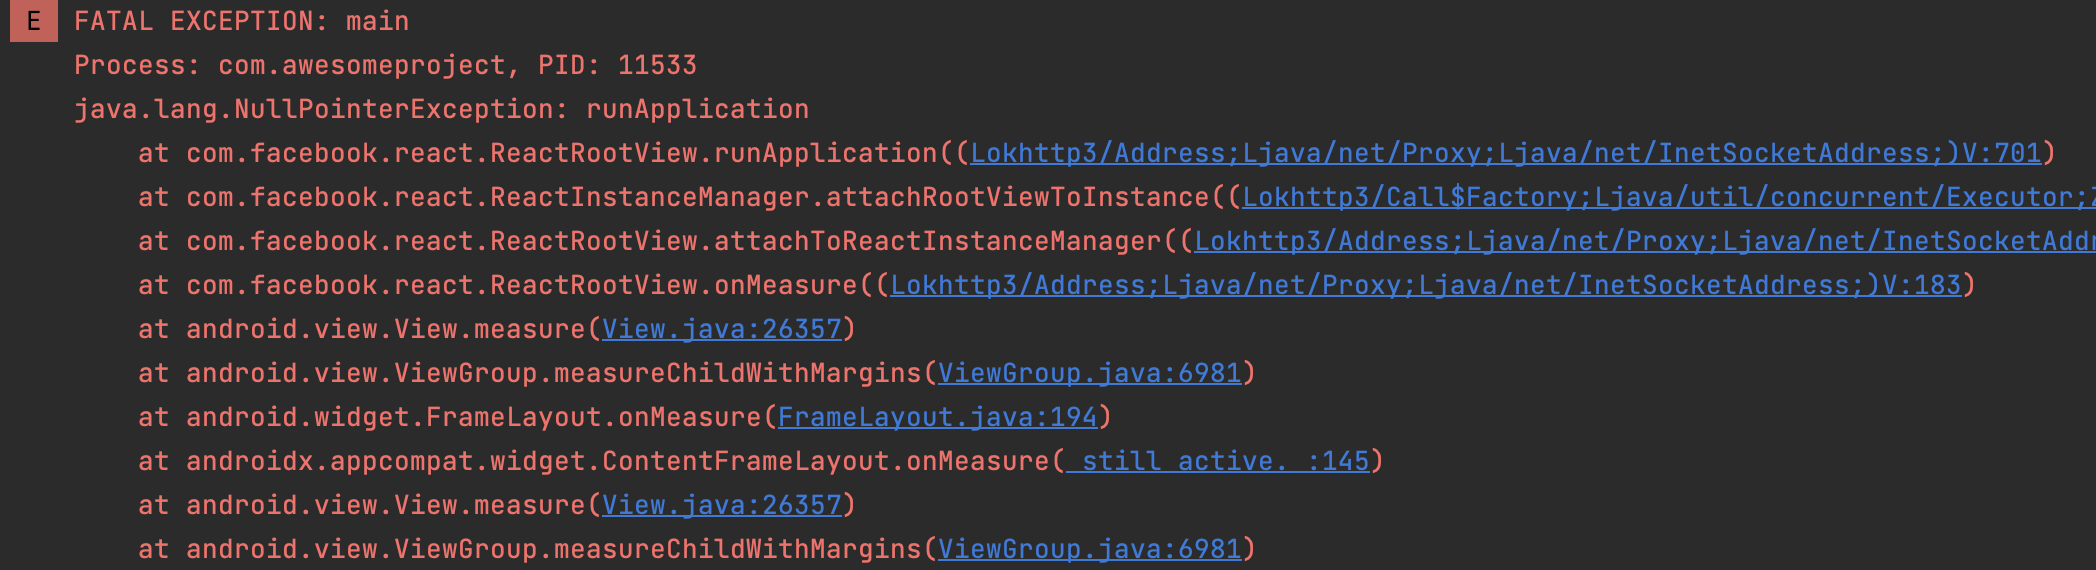 E FATAL EXCEPTION: main
Process: com.awesomeproject, PID: 11533
java.lang.NullPointerException: runApplication
at com.facebook.react.ReactRootView.runApplication((Lokhttp3/Address;Ljava/net/Proxy;Ljava/net/InetSocketAddress;)V:701)
at com.facebook.react.ReactInstanceManager.attachRootViewToInstance((Lokhttp3/Call$Factory;Ljava/util/concurrent/Executor;
at com.facebook.react.ReactRootView.attachToReactInstanceManager((Lokhttp3/Address;Ljava/net/Proxy;Ljava/net/InetSocketAdd
at com.facebook.react.ReactRootView.onMeasure((Lokhttp3/Address;Ljava/net/Proxy;Ljava/net/InetSocketAddress;)V:183)
at android.view.View.measure(View.java:26357)
at android.view.ViewGroup.measureChildWithMargins(ViewGroup.java:6981)
at android.widget.FrameLayout.onMeasure(FrameLayout.java:194)
at androidx.appcompat.widget.ContentFrameLayout.onMeasure( still active. :145)
at android.view.View.measure(View.java:26357)
at android.view.ViewGroup.measureChildWithMargins(ViewGroup.java:6981)